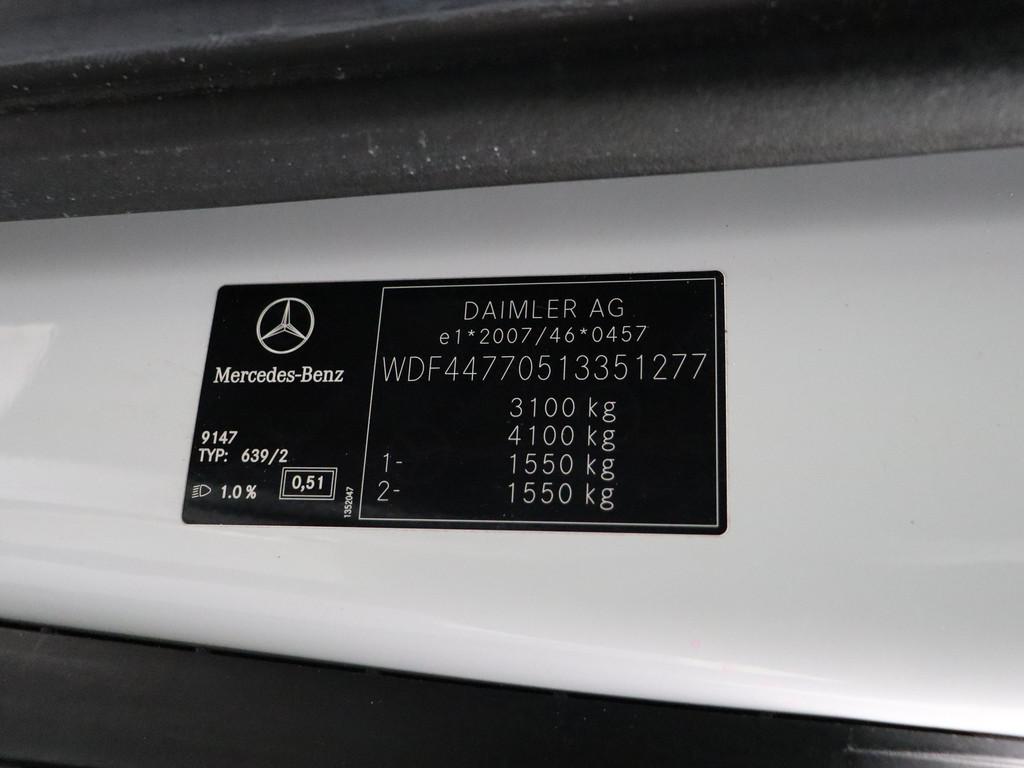 Mercedes-Benz
9147
TYP: 639/2
1.0 %
0,51
1352047
DAIMLER AG
e1*2007/46*0457
WDF44770513351277
3100 kg
4100 kg
1- 1550 kg
2- 1550 kg